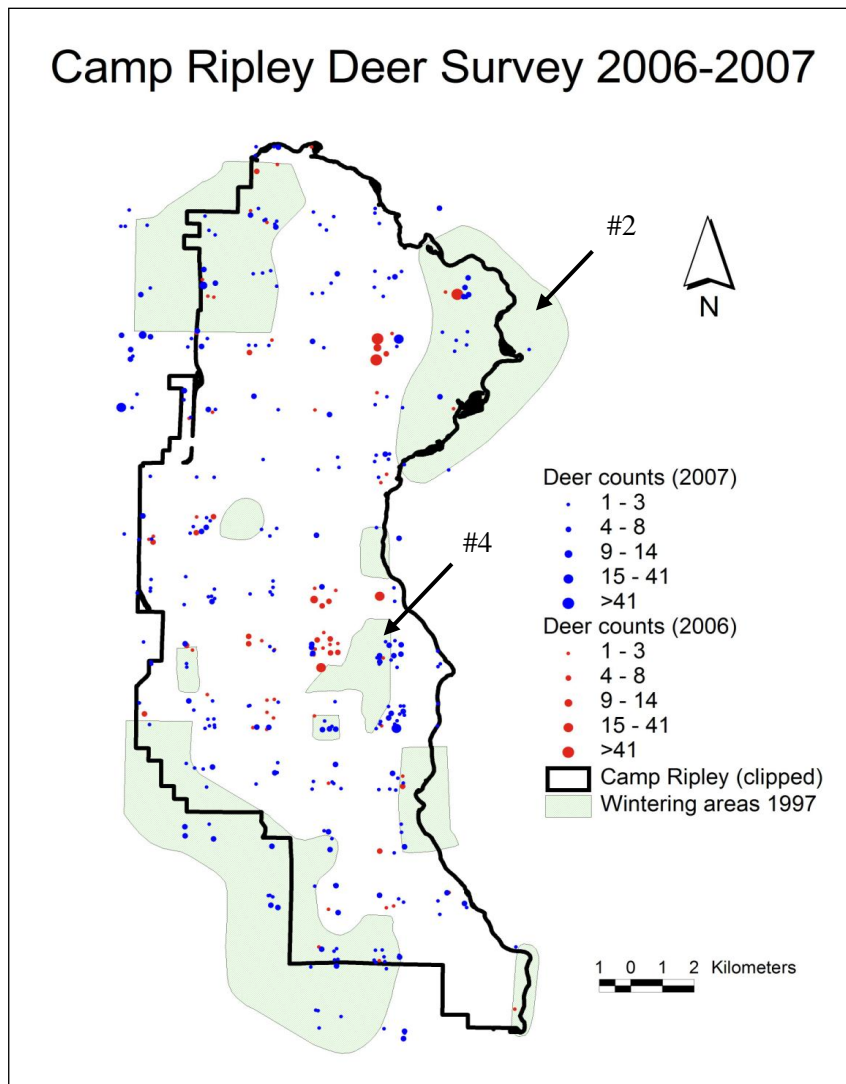 Camp Ripley Deer Survey 2006-2007
#2
N
#4
Deer counts (2007)
1 - 3
4 - 8
9 - 14
15 - 41
>41
Deer counts (2006)
1 - 3
4 - 8
9 - 14
15 - 41
>41
Camp Ripley (clipped)
Wintering areas 1997
1 0 1 2 Kilometers